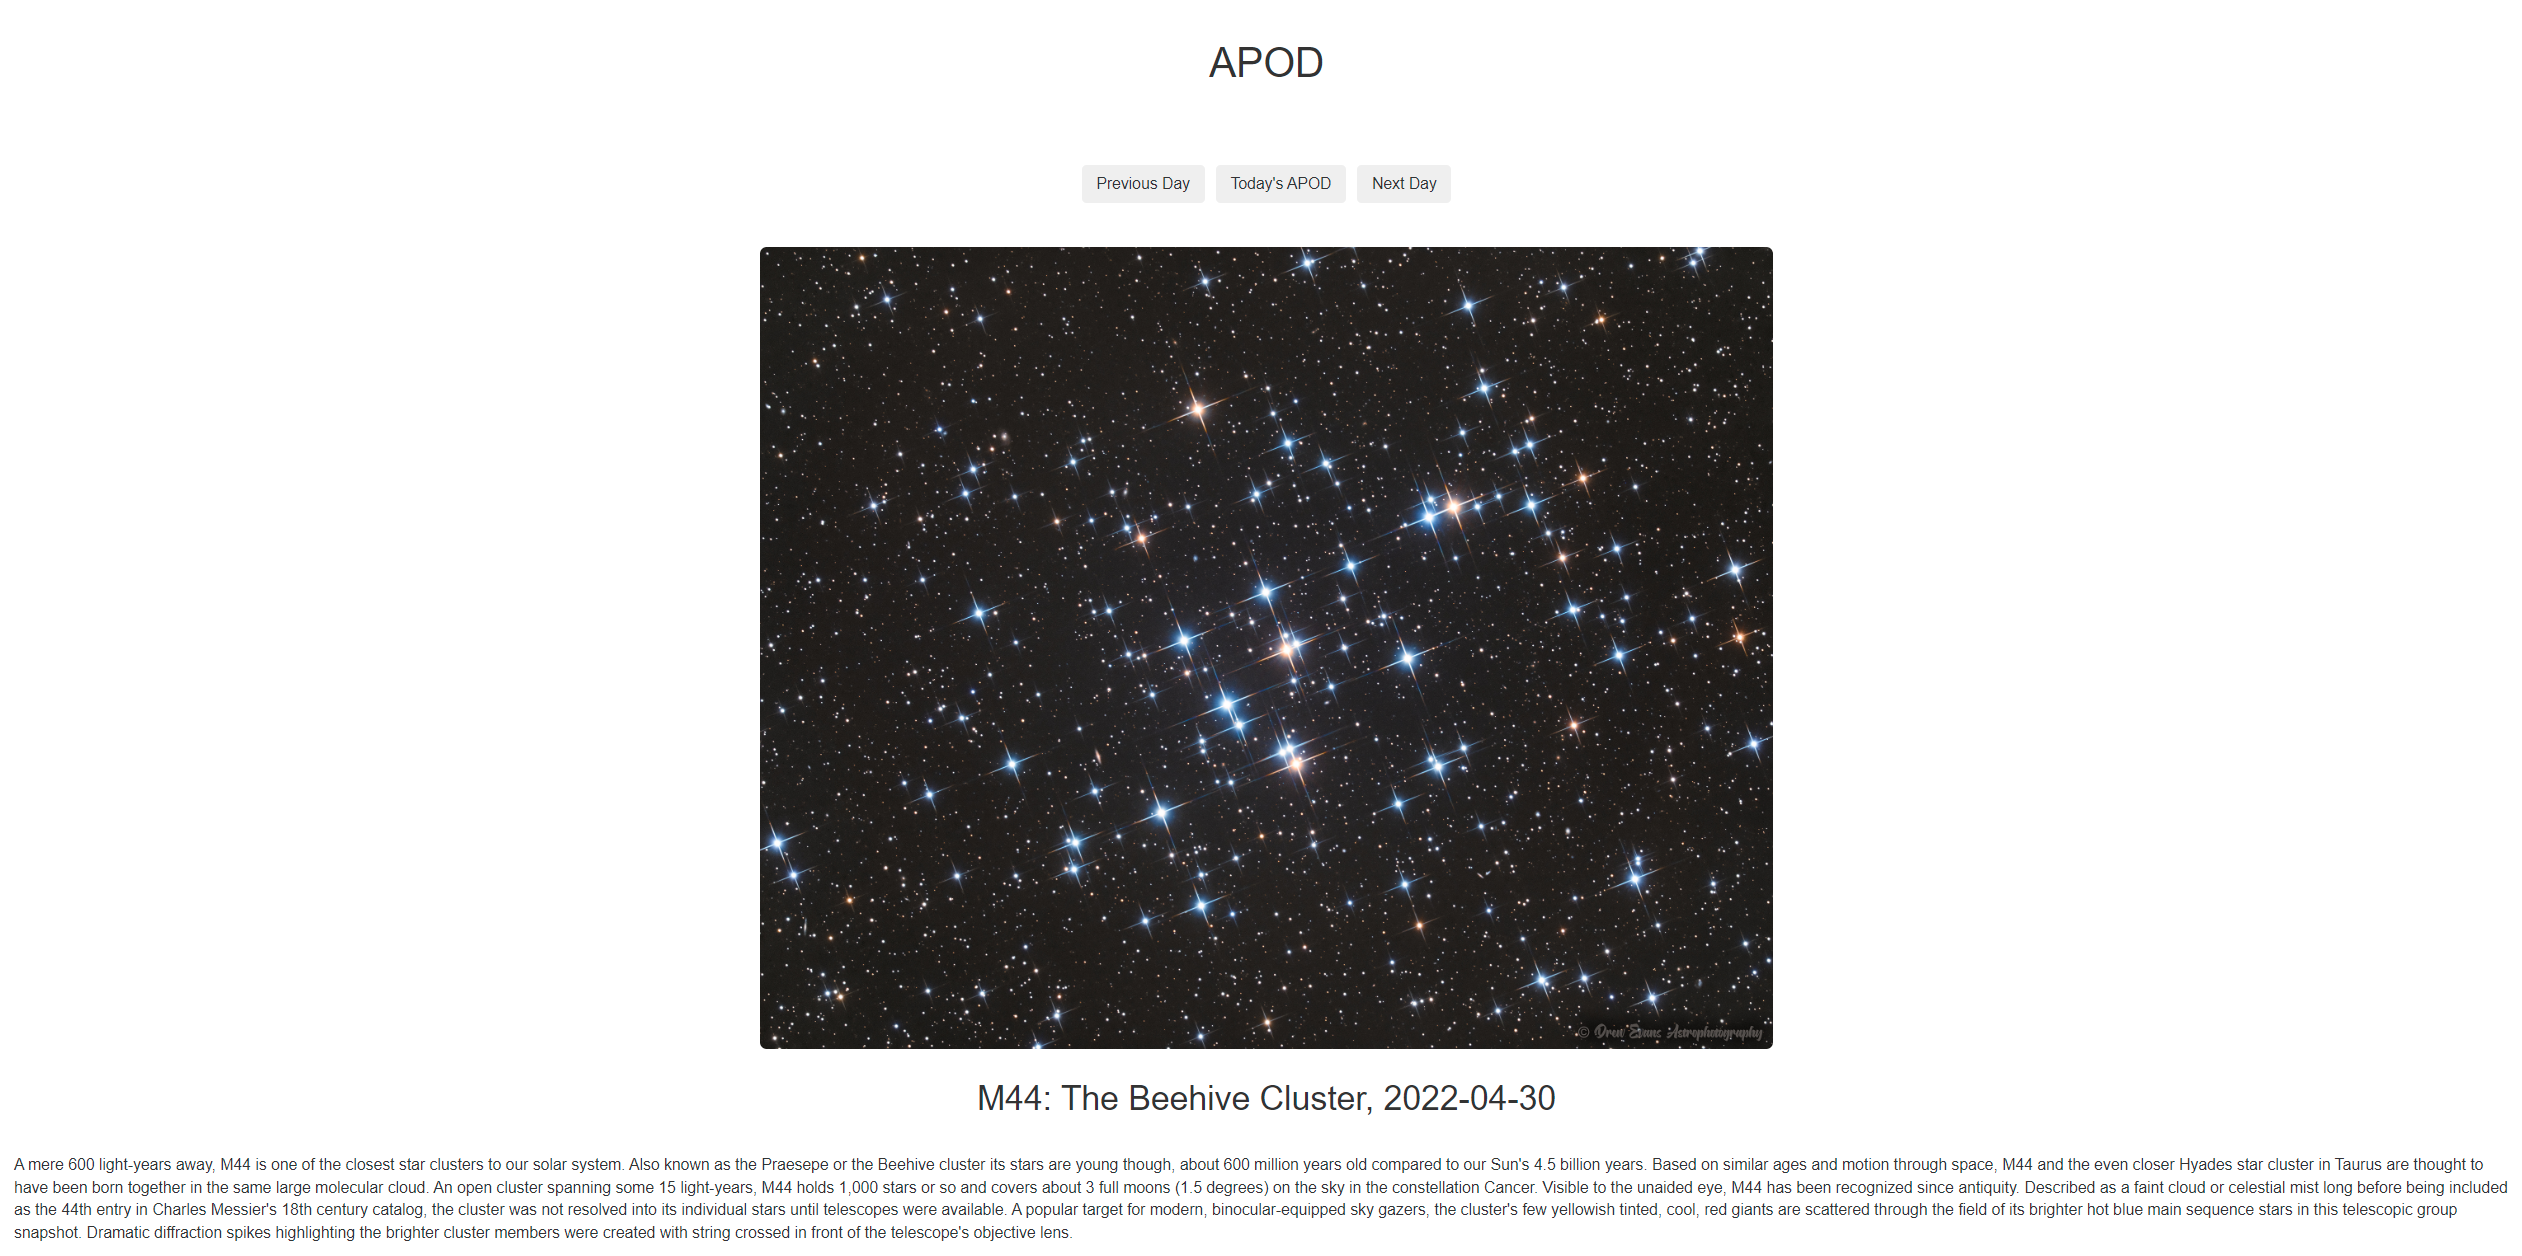 APOD
Previous Day Today's APOD Next Day
© Drew Evans Astrophotography
M44: The Beehive Cluster, 2022-04-30
A mere 600 light-years away, M44 is one of the closest star clusters to our solar system. Also known as the Praesepe or the Beehive cluster its stars are young though, about 600 million years old compared to our Sun's 4.5 billion years. Based on similar ages and motion through space, M44 and the even closer Hyades star cluster in Taurus are thought to
have been born together in the same large molecular cloud. An open cluster spanning some 15 light-years, M44 holds 1,000 stars or so and covers about 3 full moons (1.5 degrees) on the sky in the constellation Cancer. Visible to the unaided eye, M44 has been recognized since antiquity. Described as a faint cloud or celestial mist long before being included
as the 44th entry in Charles Messier's 18th century catalog, the cluster was not resolved into its individual stars until telescopes were available. A popular target for modern, binocular-equipped sky gazers, the cluster's few yellowish tinted, cool, red giants are scattered through the field of its brighter hot blue main sequence stars in this telescopic group
snapshot. Dramatic diffraction spikes highlighting the brighter cluster members were created with string crossed in front of the telescope's objective lens.